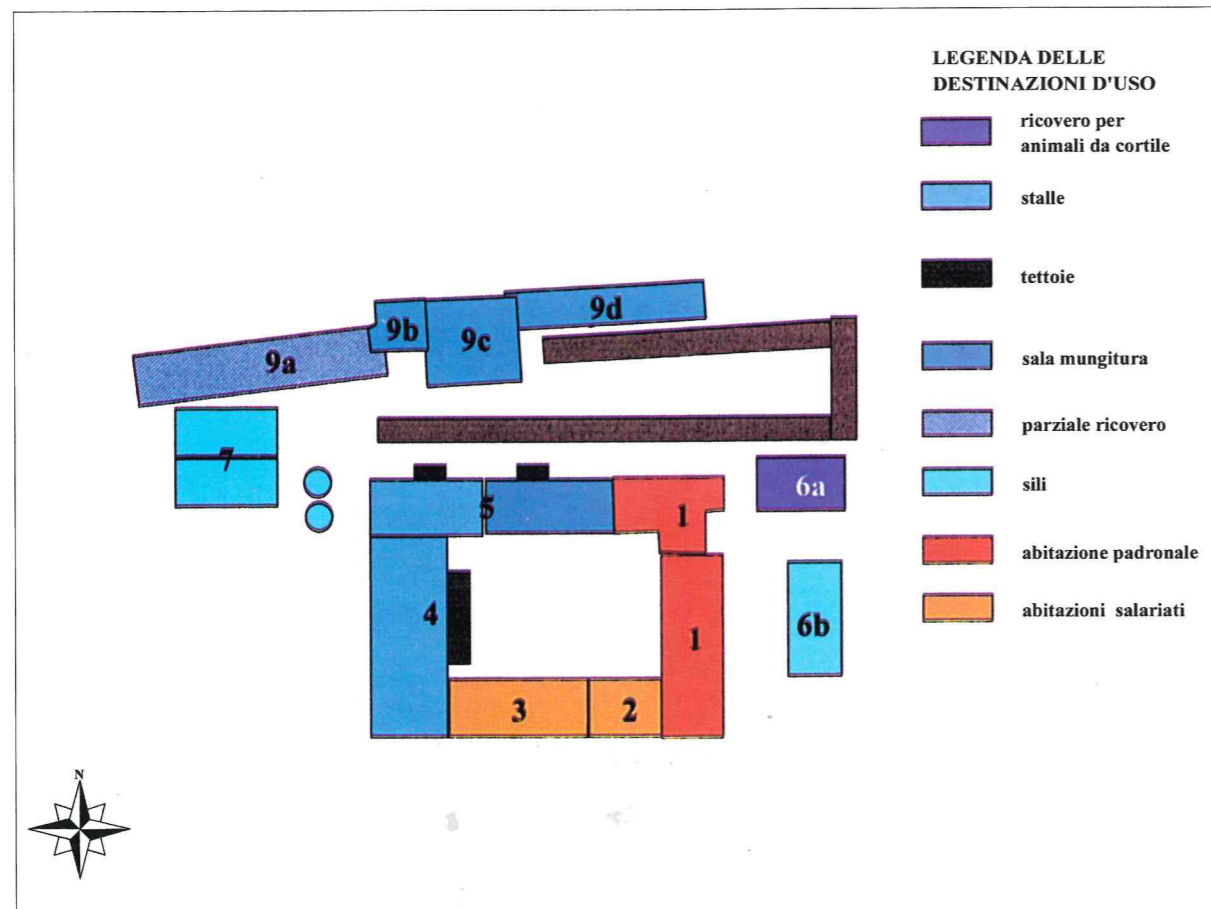 LEGENDA DELLE
DESTINAZIONI D'USO
ricovero per
animali da cortile
stalle
tettoie
sala mungitura
parziale ricovero
sili
abitazione padronale
abitazioni salariati
9a
9b
9c
9d
7
5
1
6a
4
1
6b
3
2
N